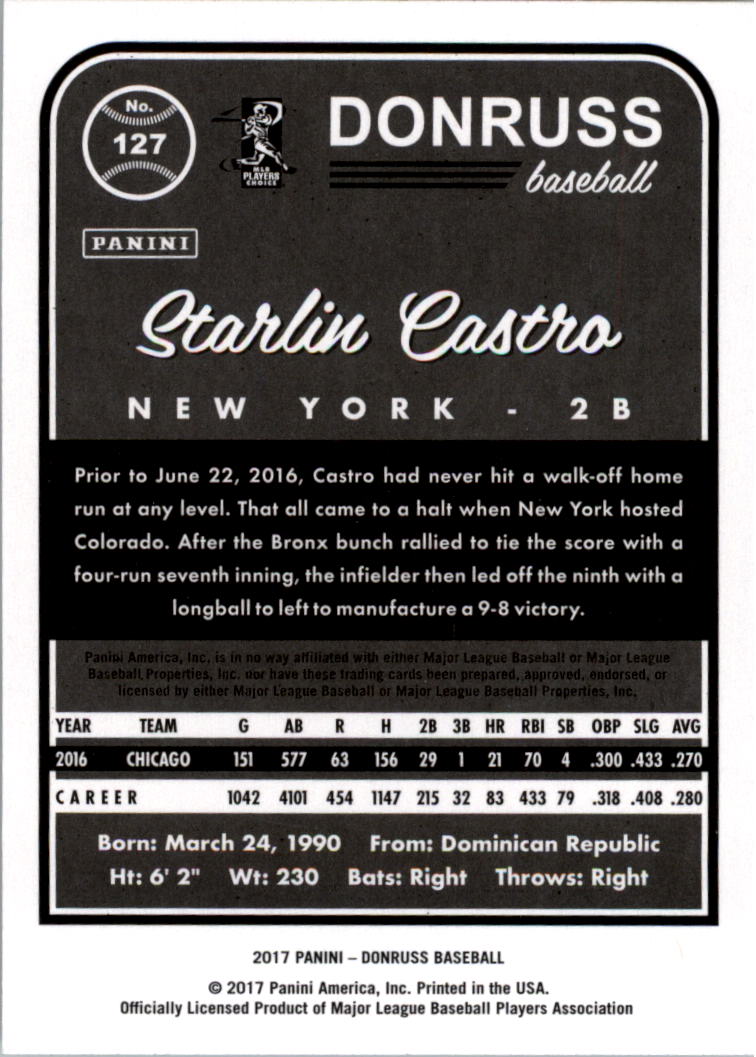 No.
127
MLB
PLAYERS
CHOICE
DONRUSS
baseball
PANINI
Starlin Castro
NEW YORK - 2B
Prior to June 22, 2016, Castro had never hit a walk-off home
run at any level. That all came to a halt when New York hosted
Colorado. After the Bronx bunch rallied to tie the score with a
four-run seventh inning, the infielder then led off the ninth with a
longball to left to manufacture a 9-8 victory.
Panini America, Inc. is in no way affiliated with either Major League Baseball or Major League
Baseball Properties, Inc. nor have these trading cards been prepared, approved, endorsed, or
licensed by either Major League Baseball or Major League Baseball Properties, Inc.
YEAR TEAM G AB R H 2B 3B HR RBI SB OBP SLG AVG
2016 CHICAGO 151 577 63 156 29 1 21 70 4 .300 .433 .270
CAREER 1042 4101 454 1147 215 32 83 433 79 .318 .408 .280
Born: March 24, 1990 From: Dominican Republic
Ht: 6' 2" Wt: 230 Bats: Right Throws: Right
2017 PANINI – DONRUSS BASEBALL
© 2017 Panini America, Inc. Printed in the USA.
Officially Licensed Product of Major League Baseball Players Association